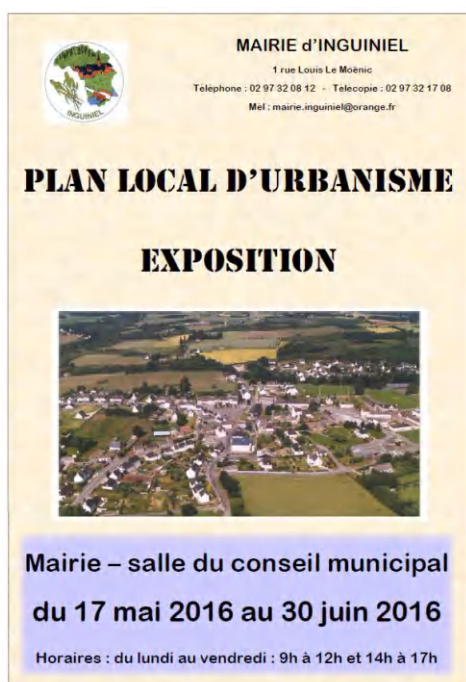 INGUINIEL
MAIRIE d'INGUINIEL
1 rue Louis Le Moënic
Téléphone : 02 97 32 08 12 - Télécopie : 02 97 32 17 08
Mèl : mairie.inguiniel@orange.fr
PLAN LOCAL D'URBANISME
EXPOSITION
Mairie – salle du conseil municipal
du 17 mai 2016 au 30 juin 2016
Horaires : du lundi au vendredi : 9h à 12h et 14h à 17h